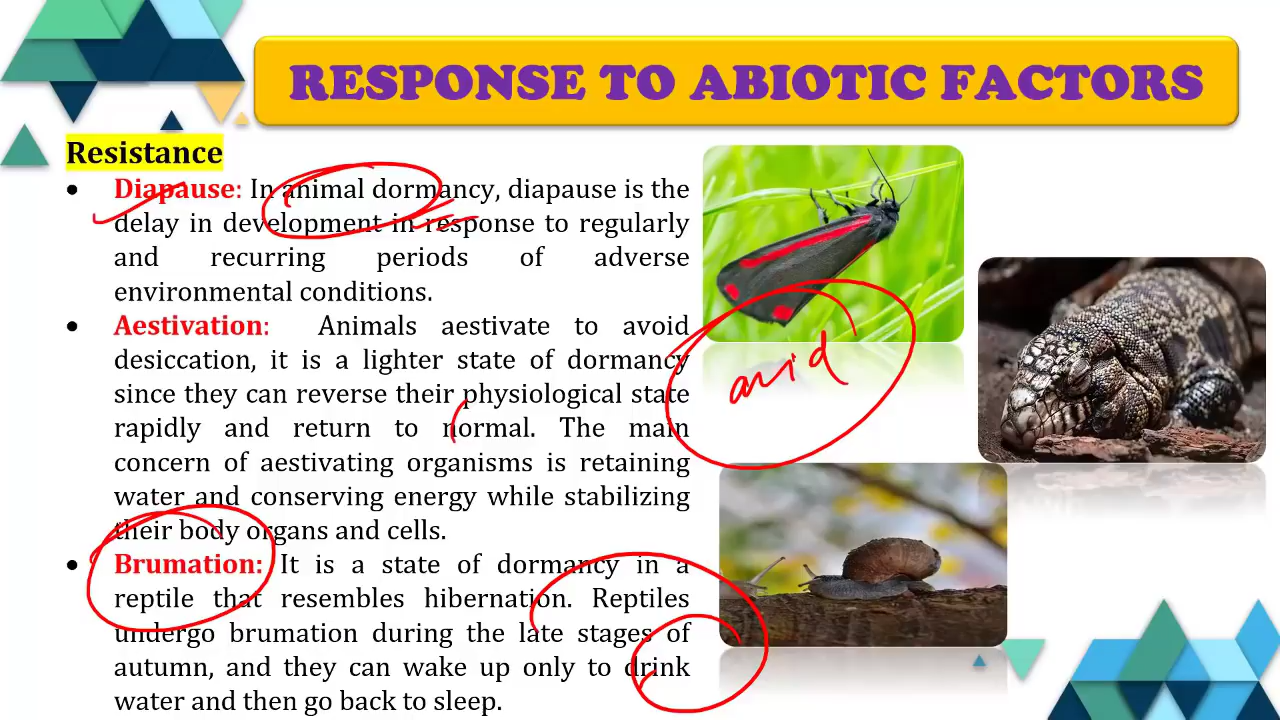 RESPONSE TO ABIOTIC FACTORS
Resistance
• Diapause: In animal dormancy, diapause is the
delay in development in response to regularly
and recurring periods of adverse
environmental conditions.
• Aestivation: Animals aestivate to avoid
desiccation, it is a lighter state of dormancy
since they can reverse their physiological state
rapidly and return to normal. The main
concern of aestivating organisms is retaining
water and conserving energy while stabilizing
their body organs and cells.
• Brumation: It is a state of dormancy in a
reptile that resembles hibernation. Reptiles
undergo brumation during the late stages of
autumn, and they can wake up only to drink
water and then go back to sleep.